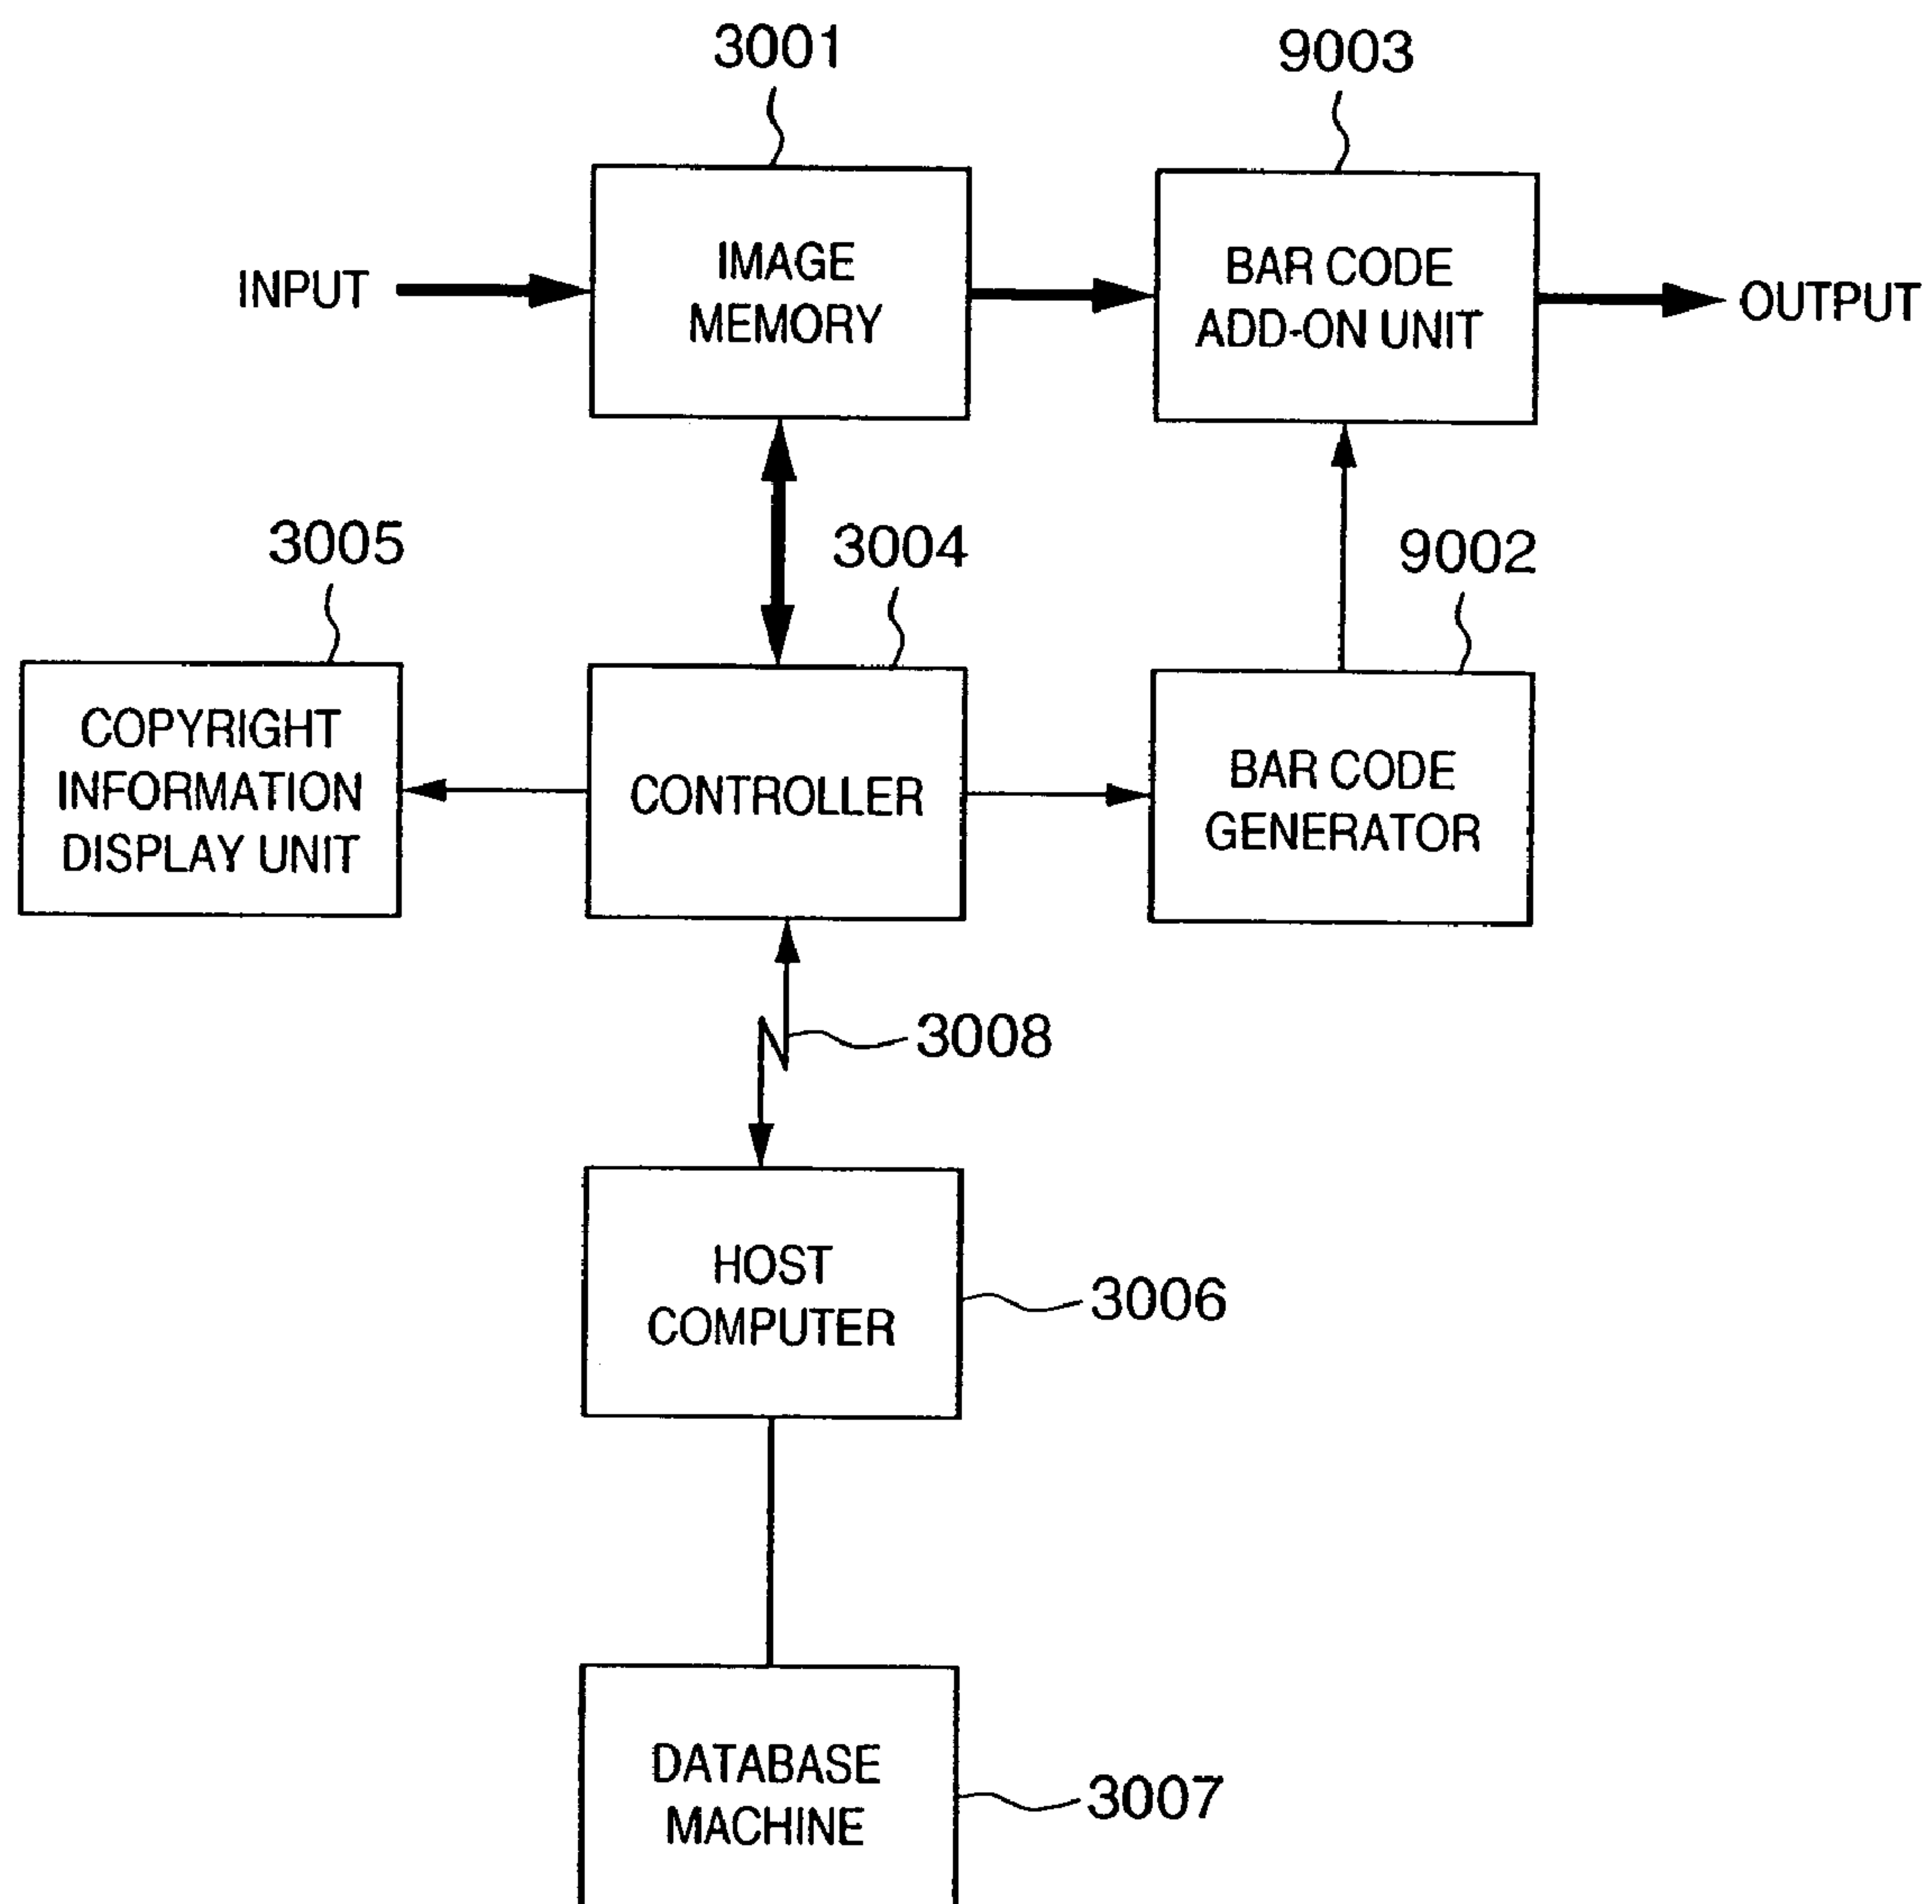 3001
9003
INPUT
IMAGE
MEMORY
BAR CODE
ADD-ON UNIT
OUTPUT
3005
3004
9002
COPYRIGHT
INFORMATION
DISPLAY UNIT
CONTROLLER
BAR CODE
GENERATOR
3008
HOST
COMPUTER
3006
DATABASE
MACHINE
3007